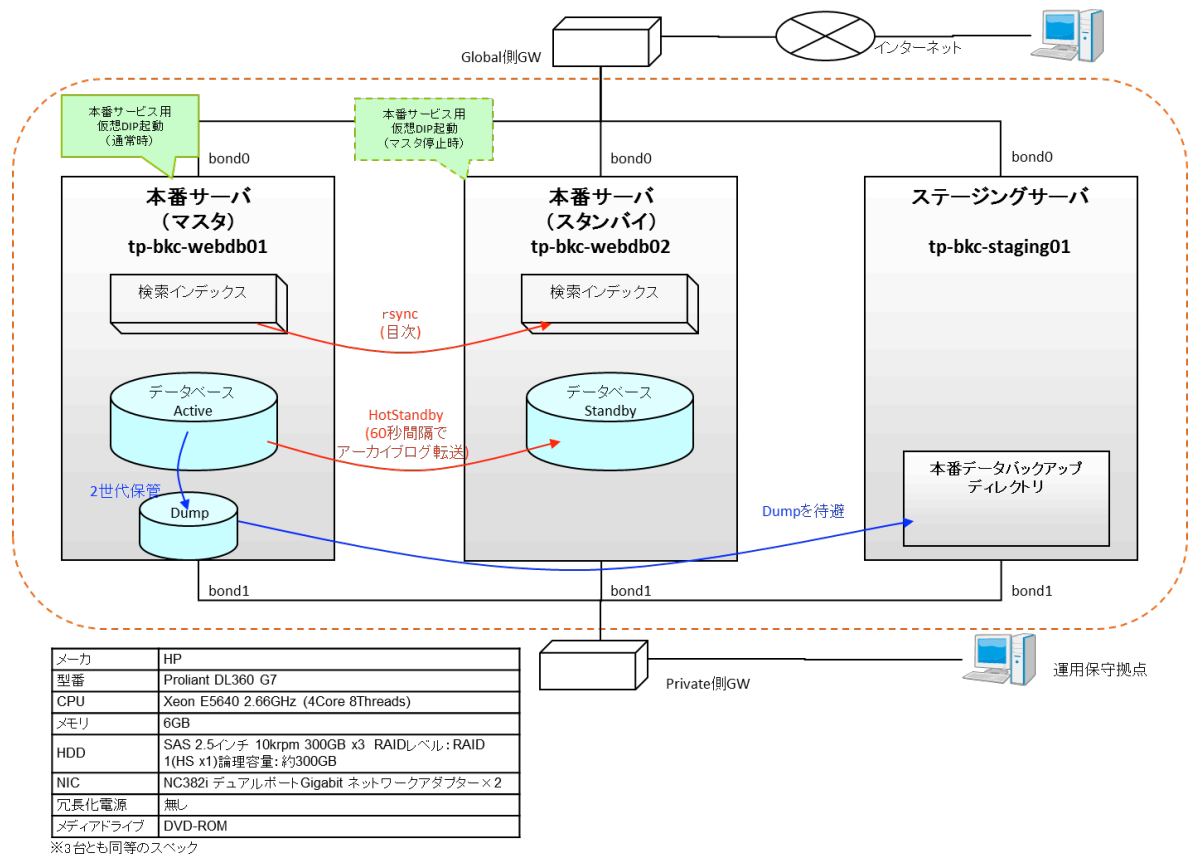 Global側GW
インターネット
本番サービス用
仮想DIP起動
（通常時）
本番サービス用
仮想DIP起動
（マスタ停止時）
bond0
bond0
bond0
本番サーバ
（マスタ）
tp-bkc-webdb01
本番サーバ
（スタンバイ）
tp-bkc-webdb02
ステージングサーバ
tp-bkc-staging01
検索インデックス
rsync
(目次)
検索インデックス
データベース
Active
HotStandby
(60秒間隔で
アーカイブログ転送)
データベース
Standby
2世代保管
Dump
Dumpを待避
本番データバックアップ
ディレクトリ
bond1
bond1
bond1
Private側GW
運用保守拠点
メーカ HP
型番 Proliant DL360 G7
CPU Xeon E5640 2.66GHz (4Core 8Threads)
メモリ 6GB
HDD SAS 2.5インチ 10krpm 300GB x3 RAIDレベル：RAID
1(HS x1)論理容量：約300GB
NIC NC382i デュアルポートGigabit ネットワークアダプター×2
冗長化電源 無し
メディアドライブ DVD-ROM
※3台とも同等のスペック